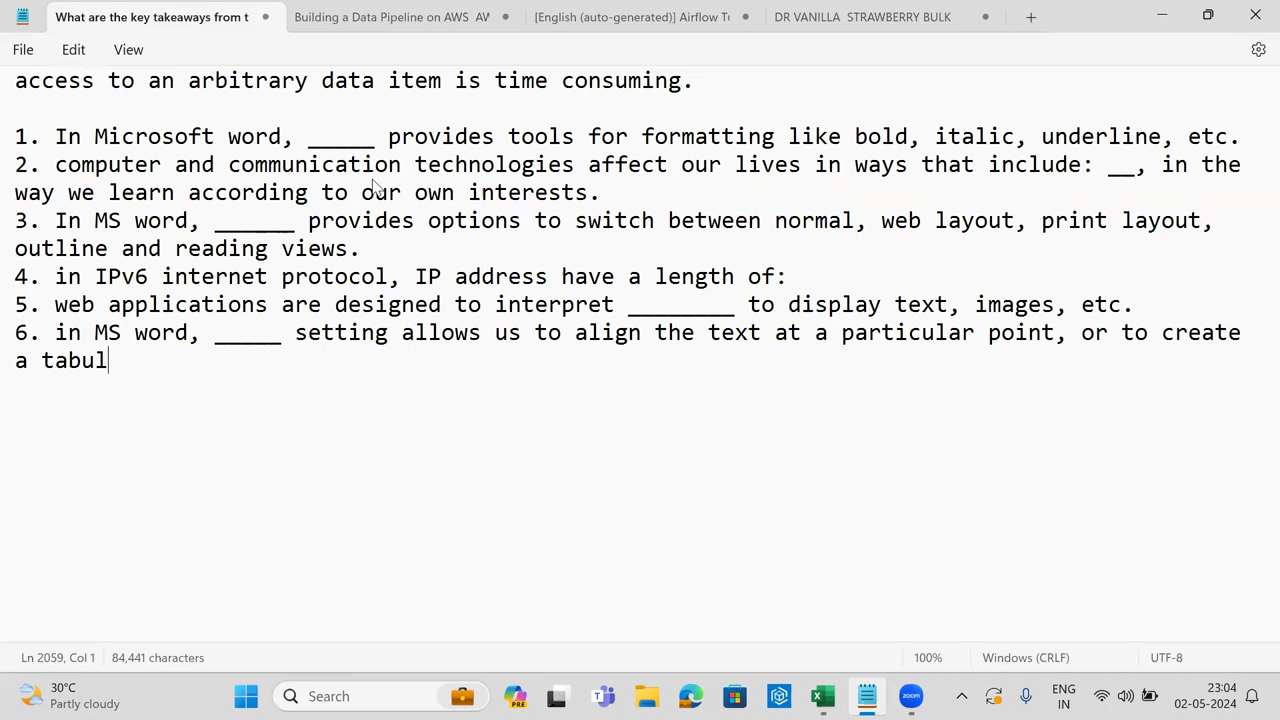 What are the key takeaways from t
Building a Data Pipeline on AWS AW
[English (auto-generated)] Airflow Tu
DR VANILLA STRAWBERRY BULK
File Edit View
access to an arbitrary data item is time consuming.
1. In Microsoft word, _____ provides tools for formatting like bold, italic, underline, etc.
2. computer and communication technologies affect our lives in ways that include: __, in the
way we learn according to our own interests.
3. In MS word, ______ provides options to switch between normal, web layout, print layout,
outline and reading views.
4. in IPv6 internet protocol, IP address have a length of:
5. web applications are designed to interpret ________ to display text, images, etc.
6. in MS word, _____ setting allows us to align the text at a particular point, or to create
a tabul
Ln 2059, Col 1 84,441 characters 100% Windows (CRLF) UTF-8
30°C
Partly cloudy
Search
PRE
zoom
ENG
IN
23:04
02-05-2024